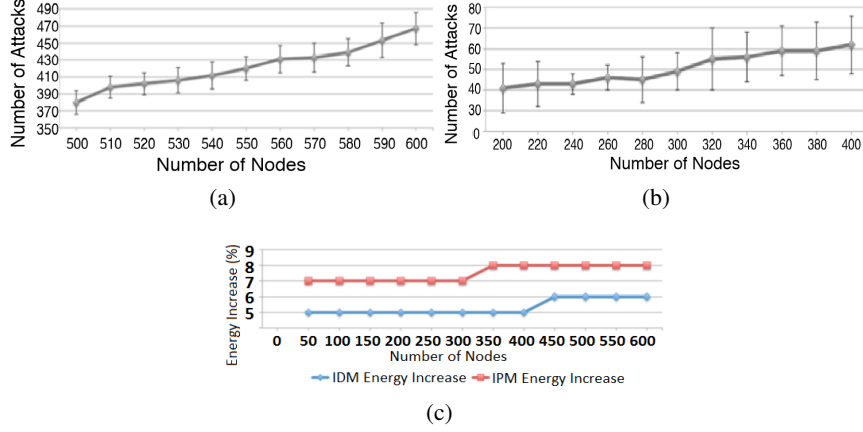 490
470
450
430
410
390
370
350
Number of Attacks
500 510 520 530 540 550 560 570 580 590 600
Number of Nodes
(a)
80
70
60
50
40
30
0
Number of Attacks
200 220 240 260 280 300 320 340 360 380 400
Number of Nodes
(b)
9
8
7
6
5
Energy Increase (%)
0 50 100 150 200 250 300 350 400 450 500 550 600
Number of Nodes
IDM Energy Increase IPM Energy Increase
(c)